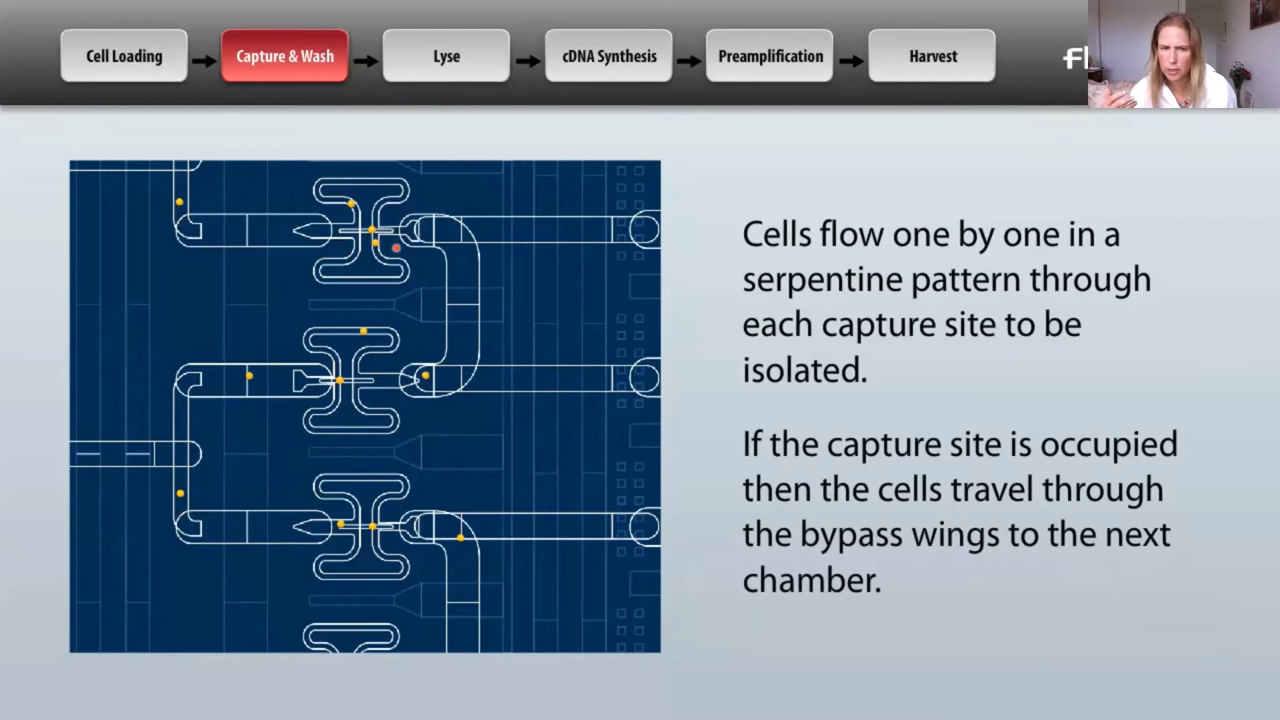 Cell Loading
Capture & Wash
Lyse
cDNA Synthesis
Preamplification
Harvest
Cells flow one by one in a
serpentine pattern through
each capture site to be
isolated.
If the capture site is occupied
then the cells travel through
the bypass wings to the next
chamber.